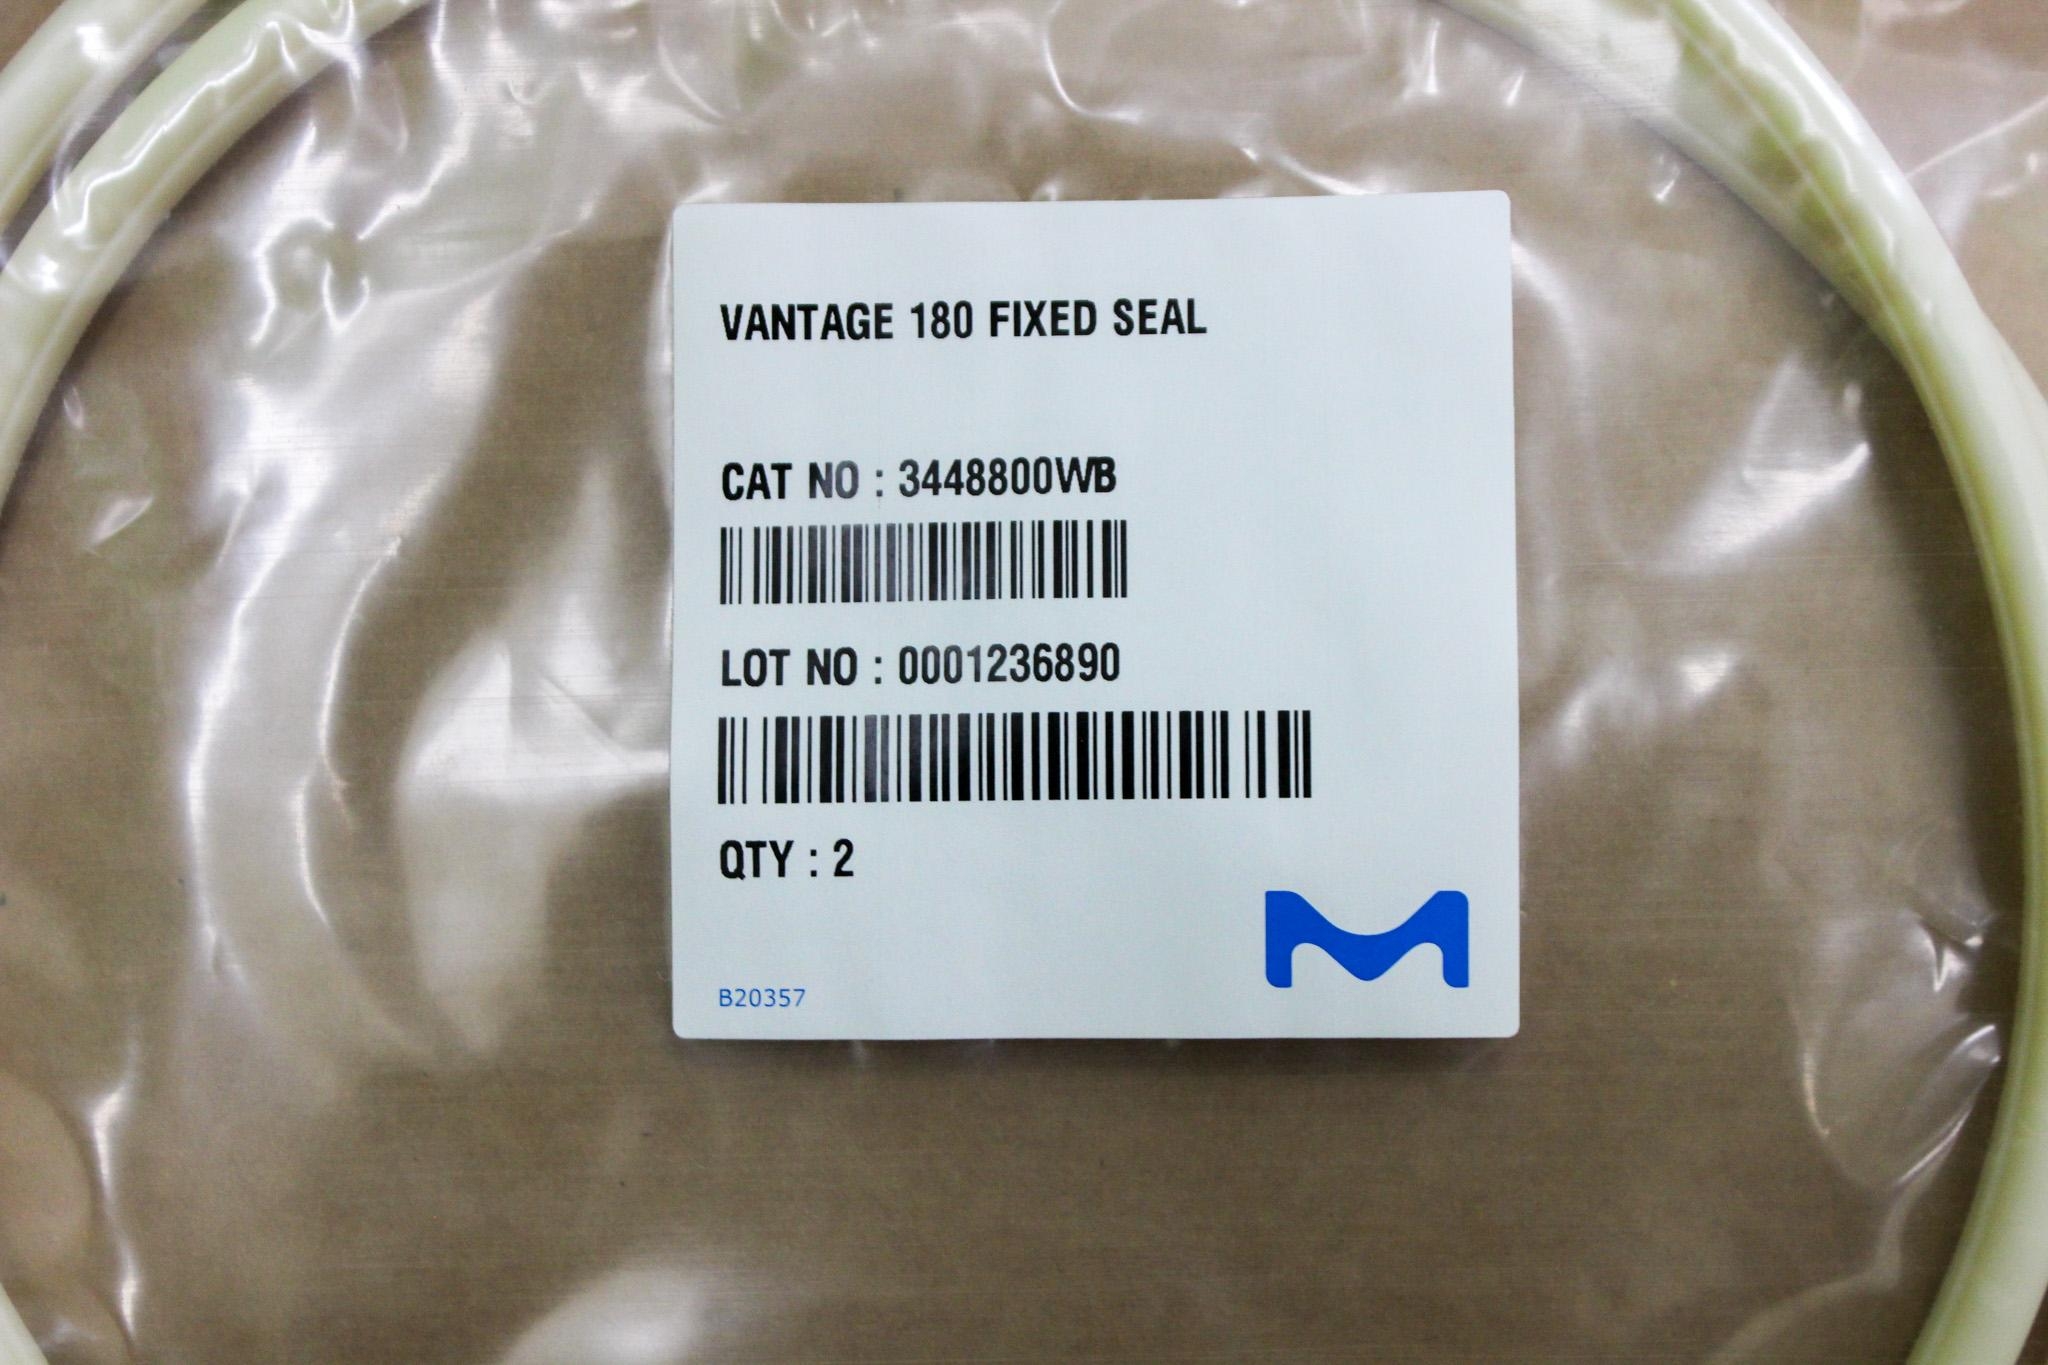 VANTAGE 180 FIXED SEAL
CAT NO : 3448800WB
LOT NO : 0001236890
QTY : 2
B20357